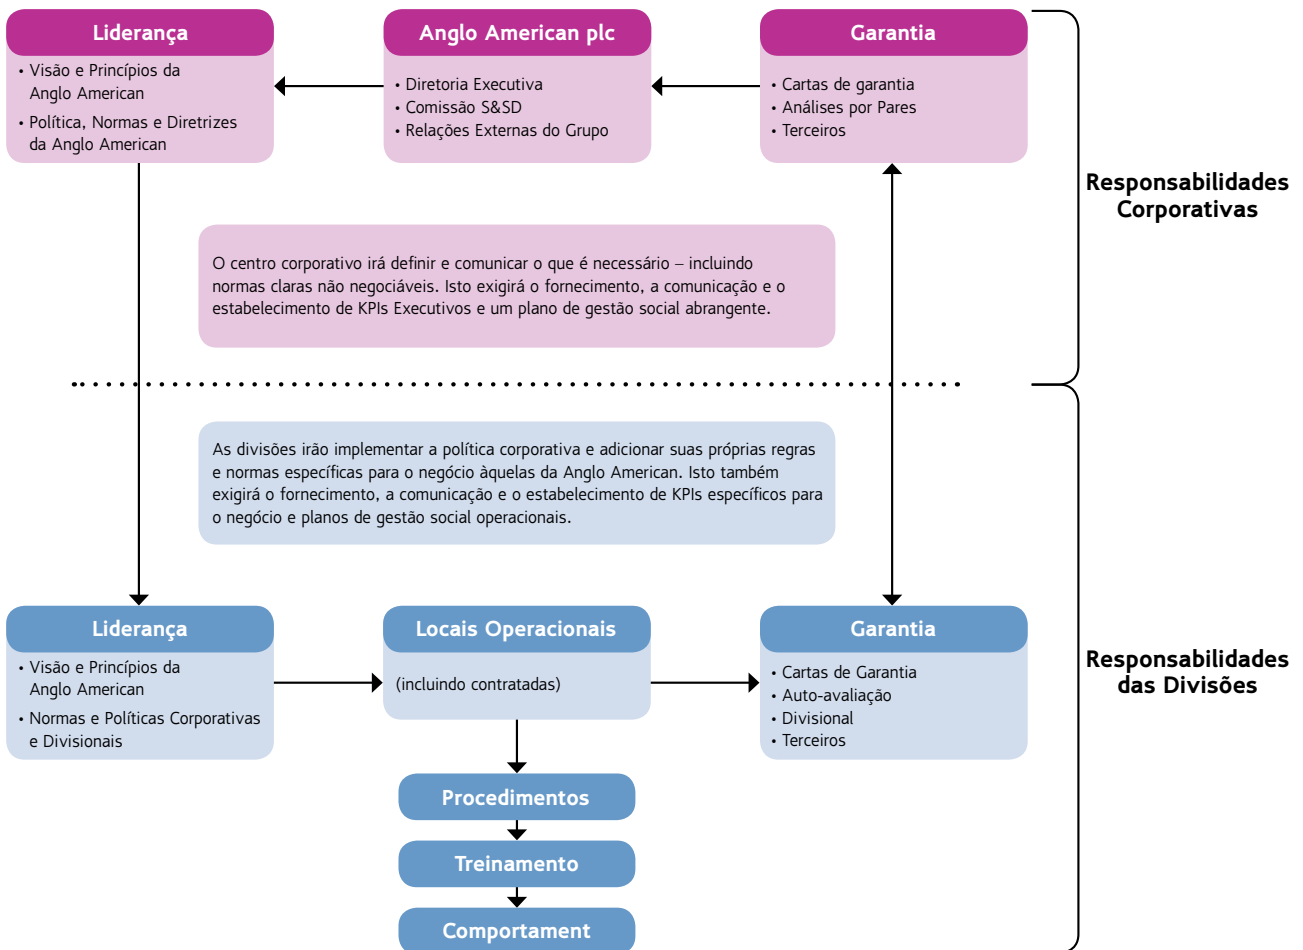 Liderança
• Visão e Princípios da
Anglo American
• Política, Normas e Diretrizes
da Anglo American
Anglo American plc
• Diretoria Executiva
• Comissão S&SD
• Relações Externas do Grupo
Garantia
• Cartas de garantia
• Análises por Pares
• Terceiros
Responsabilidades
Corporativas
O centro corporativo irá definir e comunicar o que é necessário – incluindo
normas claras não negociáveis. Isto exigirá o fornecimento, a comunicação e o
estabelecimento de KPIs Executivos e um plano de gestão social abrangente.
As divisões irão implementar a política corporativa e adicionar suas próprias regras
e normas específicas para o negócio àquelas da Anglo American. Isto também
exigirá o fornecimento, a comunicação e o estabelecimento de KPIs específicos para
o negócio e planos de gestão social operacionais.
Liderança
• Visão e Princípios da
Anglo American
• Normas e Políticas Corporativas
e Divisionais
Locais Operacionais
(incluindo contratadas)
Garantia
• Cartas de Garantia
• Auto-avaliação
• Divisional
• Terceiros
Responsabilidades
das Divisões
Procedimentos
Treinamento
Comportament